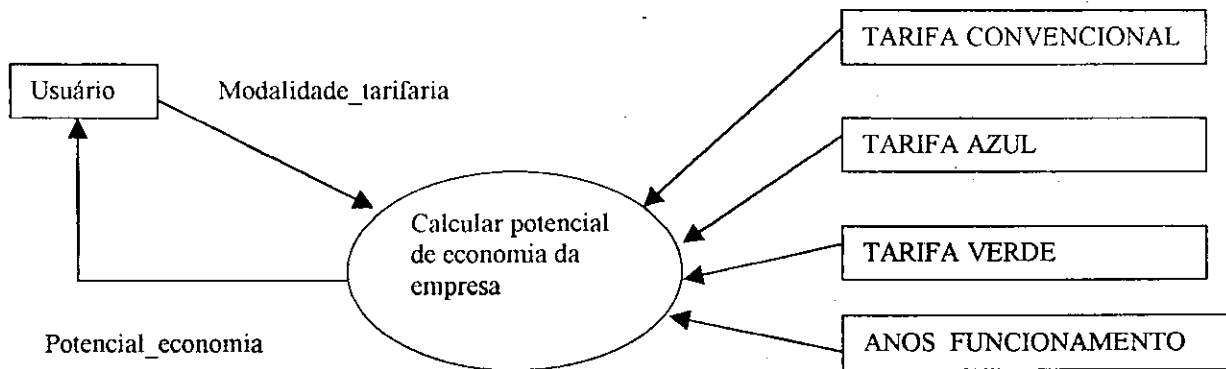 TARIFA CONVENCIONAL
Usuário
Modalidade_tarifaria
TARIFA AZUL
Calcular potencial
de economia da
empresa
TARIFA VERDE
Potencial_economia
ANOS FUNCIONAMENTO